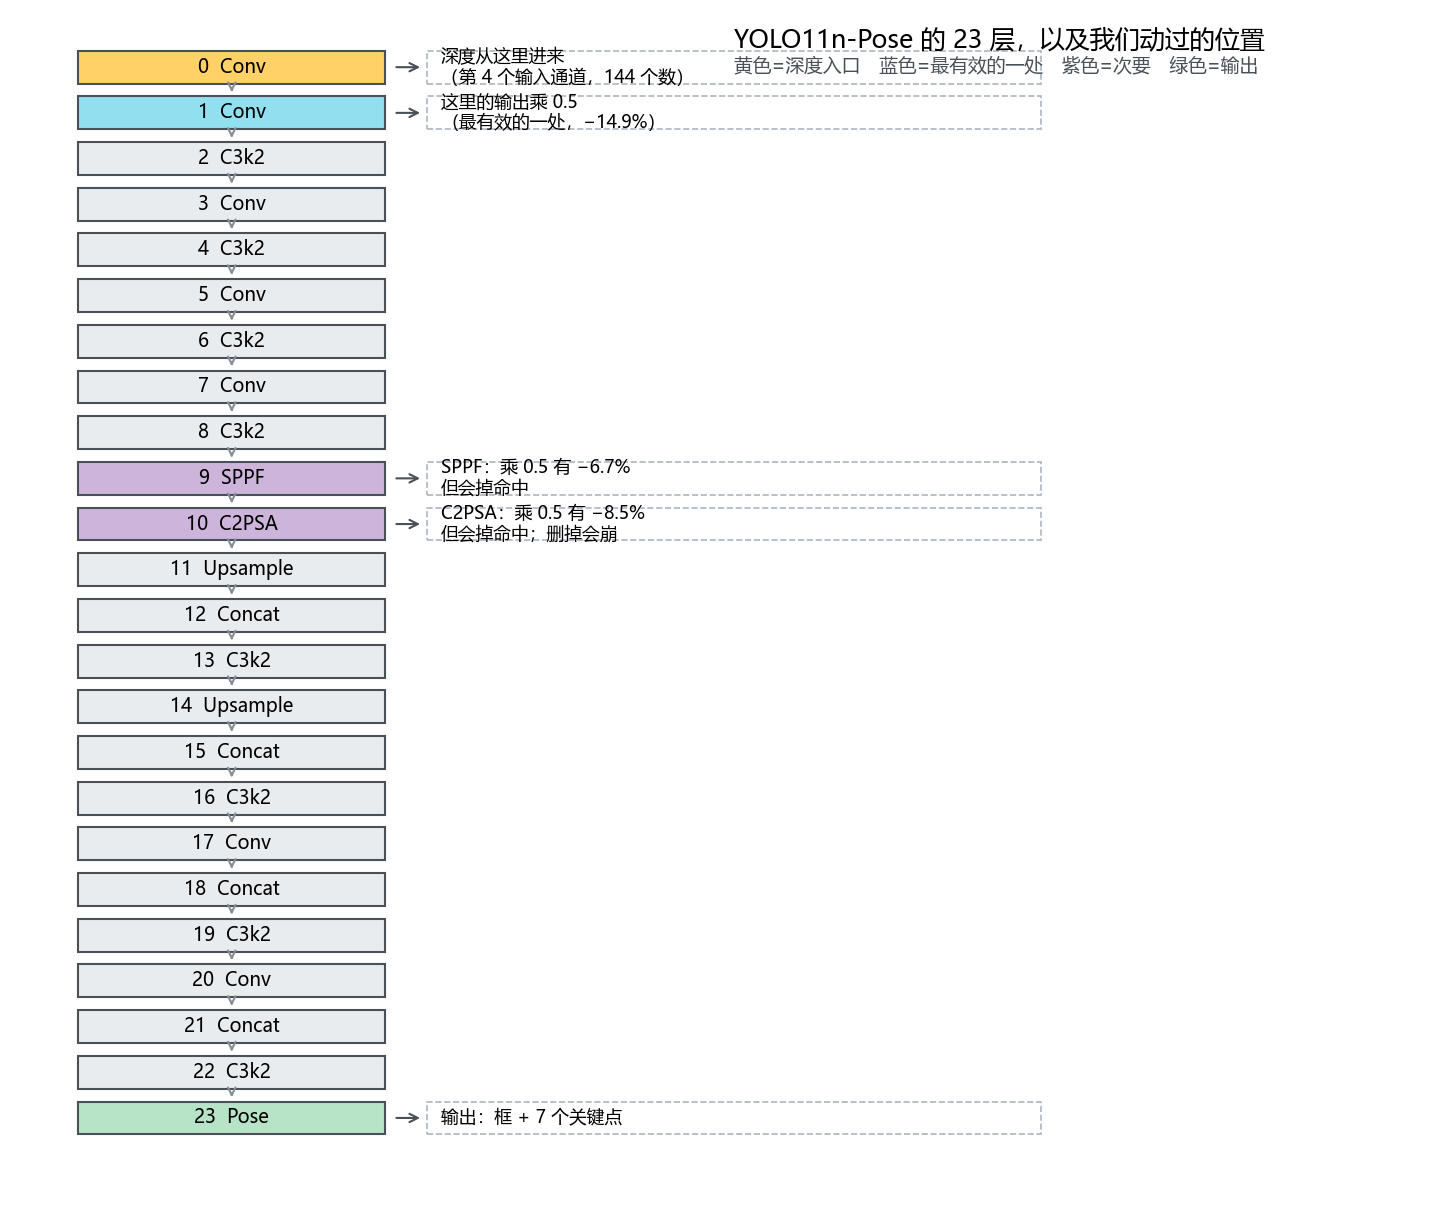 YOLO11n-Pose 的 23 层，以及我们动过的位置
黄色=深度入口 蓝色=最有效的一处 紫色=次要 绿色=输出
0 Conv
深度从这里进来
（第 4 个输入通道，144 个数）
1 Conv
这里的输出乘 0.5
（最有效的一处，−14.9%）
2 C3k2
3 Conv
4 C3k2
5 Conv
6 C3k2
7 Conv
8 C3k2
9 SPPF
SPPF：乘 0.5 有 −6.7%
但会掉命中
10 C2PSA
C2PSA：乘 0.5 有 −8.5%
但会掉命中；删掉会崩
11 Upsample
12 Concat
13 C3k2
14 Upsample
15 Concat
16 C3k2
17 Conv
18 Concat
19 C3k2
20 Conv
21 Concat
22 C3k2
23 Pose
输出：框 + 7 个关键点